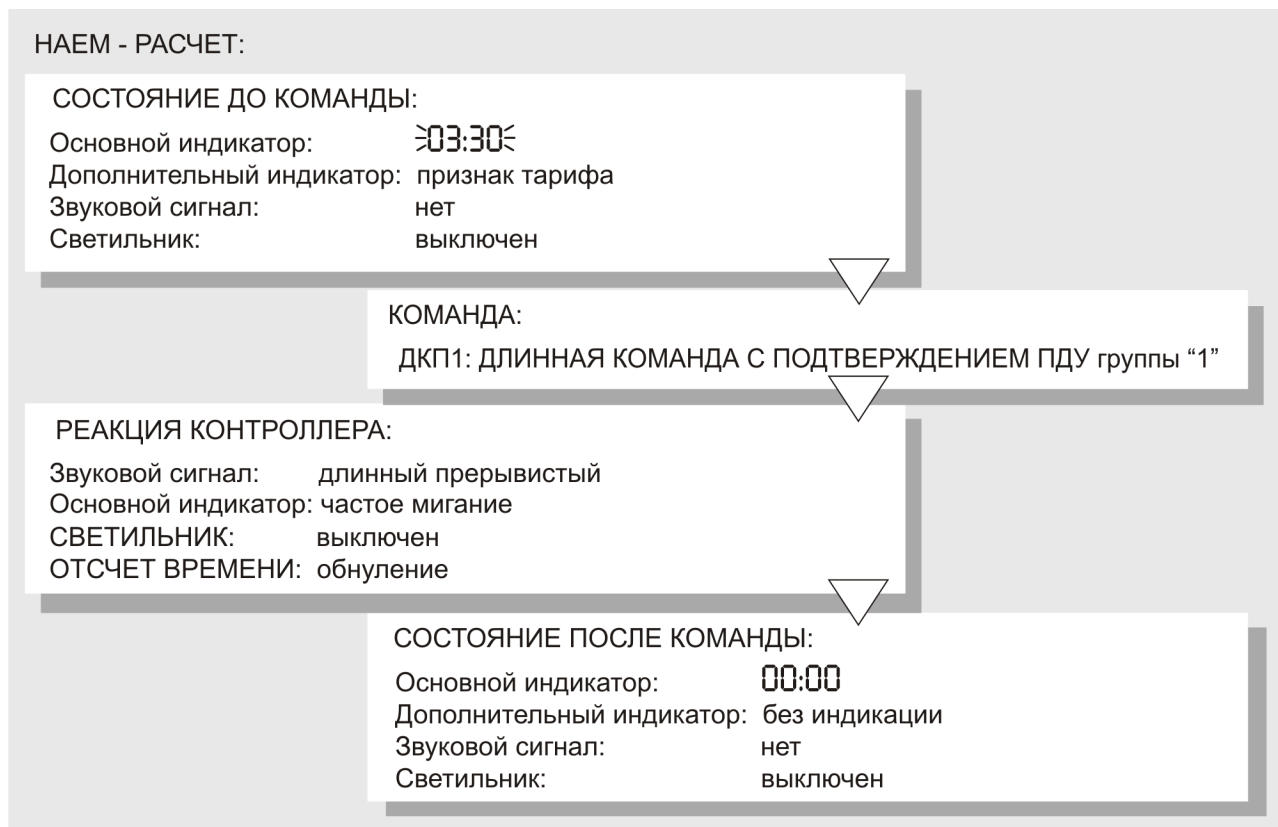 НАЕМ - РАСЧЕТ:
СОСТОЯНИЕ ДО КОМАНДЫ:
Основной индикатор: 03:30
Дополнительный индикатор: признак тарифа
Звуковой сигнал: нет
Светильник: выключен
КОМАНДА:
ДКП1: ДЛИННАЯ КОМАНДА С ПОДТВЕРЖДЕНИЕМ ПДУ группы “1”
РЕАКЦИЯ КОНТРОЛЛЕРА:
Звуковой сигнал: длинный прерывистый
Основной индикатор: частое мигание
СВЕТИЛЬНИК: выключен
ОТСЧЕТ ВРЕМЕНИ: обнуление
СОСТОЯНИЕ ПОСЛЕ КОМАНДЫ:
Основной индикатор: 00:00
Дополнительный индикатор: без индикации
Звуковой сигнал: нет
Светильник: выключен